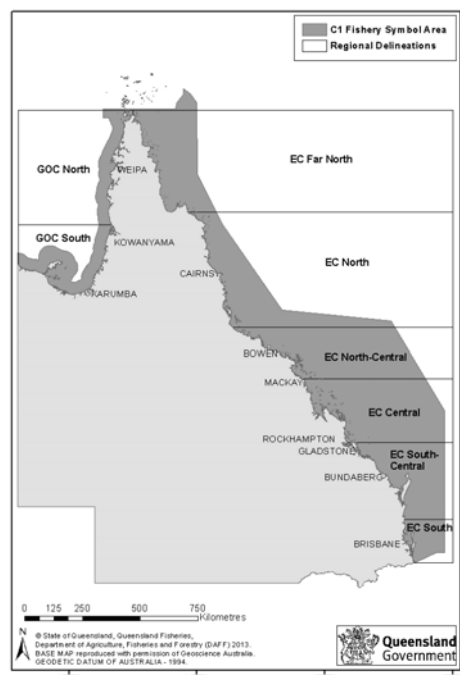 C1 Fishery Symbol Area
Regional Delineations
GOC North
WEIPA
EC Far North
GOC South
KOWANYAMA
EC North
CAIRNS
KARUMBA
BOWEN
EC North-Central
MACKAY
EC Central
ROCKHAMPTON
GLADSTONE
EC South-
Central
BUNDABERG
EC South
BRISBANE
0 125 250 500 750
Kilometres
N
© State of Queensland, Queensland Fisheries,
Department of Agriculture, Fisheries and Forestry (DAFF) 2013.
BASE MAP reproduced with permission of Geoscience Australia.
GEODETIC DATUM OF AUSTRALIA - 1994.
Queensland
Government